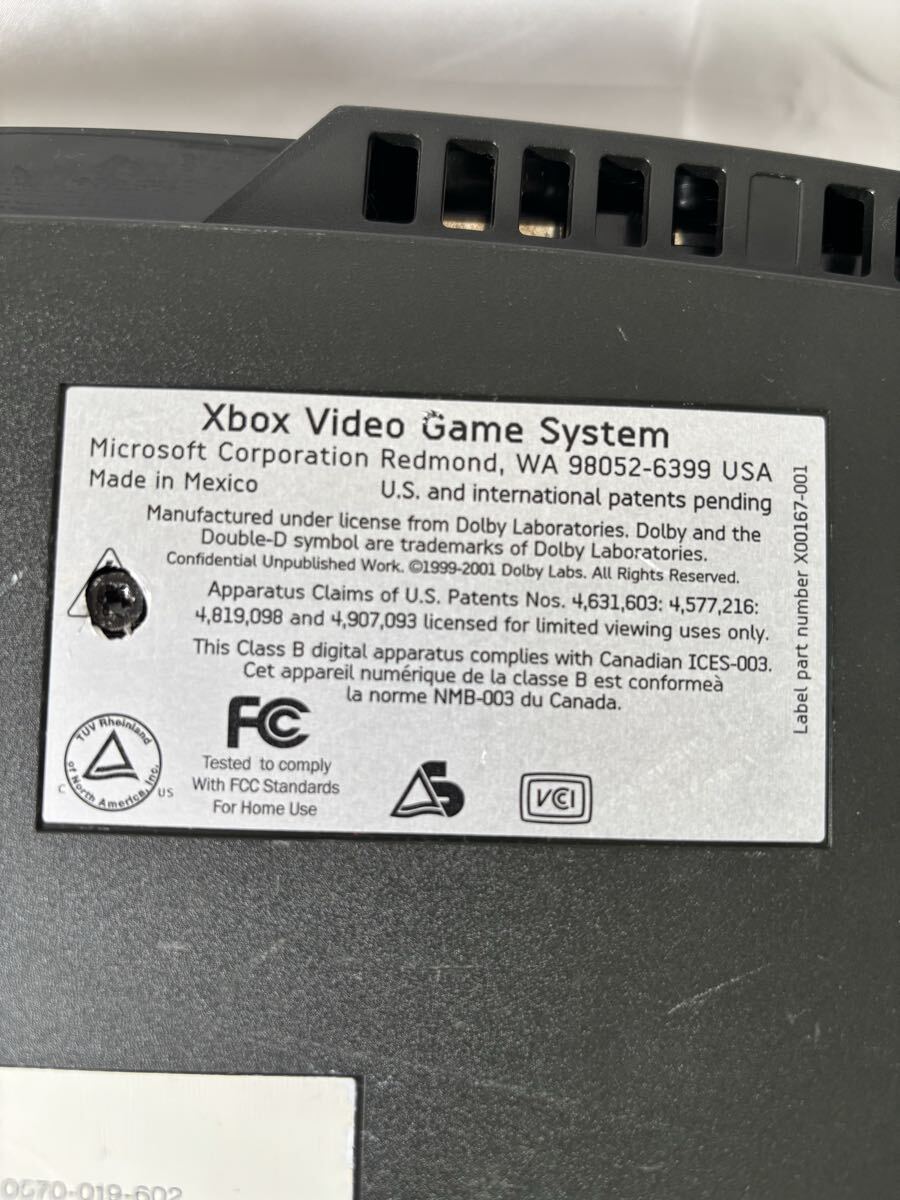 Xbox Video Game System
Microsoft Corporation Redmond, WA 98052-6399 USA
Made in Mexico
U.S. and international patents pending
Manufactured under license from Dolby Laboratories. Dolby and the
Double-D symbol are trademarks of Dolby Laboratories.
Confidential Unpublished Work. ©1999-2001 Dolby Labs. All Rights Reserved.
Apparatus Claims of U.S. Patents Nos. 4,631,603: 4,577,216:
4,819,098 and 4,907,093 licensed for limited viewing uses only.
This Class B digital apparatus complies with Canadian ICES-003.
Cet appareil numérique de la classe B est conformeà
la norme NMB-003 du Canada.
Label part number X00167-001
TUV Rheinland
of North America, Inc.
C US
FC
Tested to comply
With FCC Standards
For Home Use
S
VCI
0570-019-602